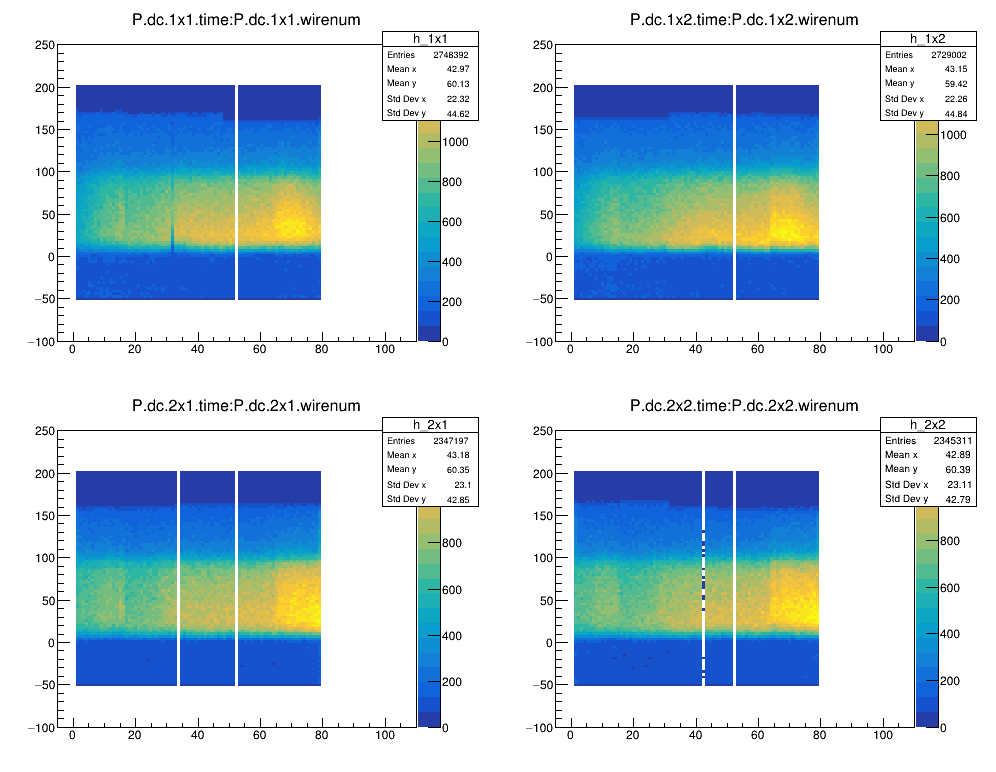 P.dc.1x1.time:P.dc.1x1.wirenum
h_1x1
Entries 2748392
Mean x 42.97
Mean y 60.13
Std Dev x 22.32
Std Dev y 44.62
250
200
150
100
50
0
−50
−100
0 20 40 60 80 100
1000
800
600
400
200
0
P.dc.1x2.time:P.dc.1x2.wirenum
h_1x2
Entries 2729002
Mean x 43.15
Mean y 59.42
Std Dev x 22.26
Std Dev y 44.84
250
200
150
100
50
0
−50
−100
0 20 40 60 80 100
1000
800
600
400
200
0
P.dc.2x1.time:P.dc.2x1.wirenum
h_2x1
Entries 2347197
Mean x 43.18
Mean y 60.35
Std Dev x 23.1
Std Dev y 42.85
250
200
150
100
50
0
−50
−100
0 20 40 60 80 100
800
600
400
200
0
P.dc.2x2.time:P.dc.2x2.wirenum
h_2x2
Entries 2345311
Mean x 42.89
Mean y 60.39
Std Dev x 23.11
Std Dev y 42.79
250
200
150
100
50
0
−50
−100
0 20 40 60 80 100
800
600
400
200
0